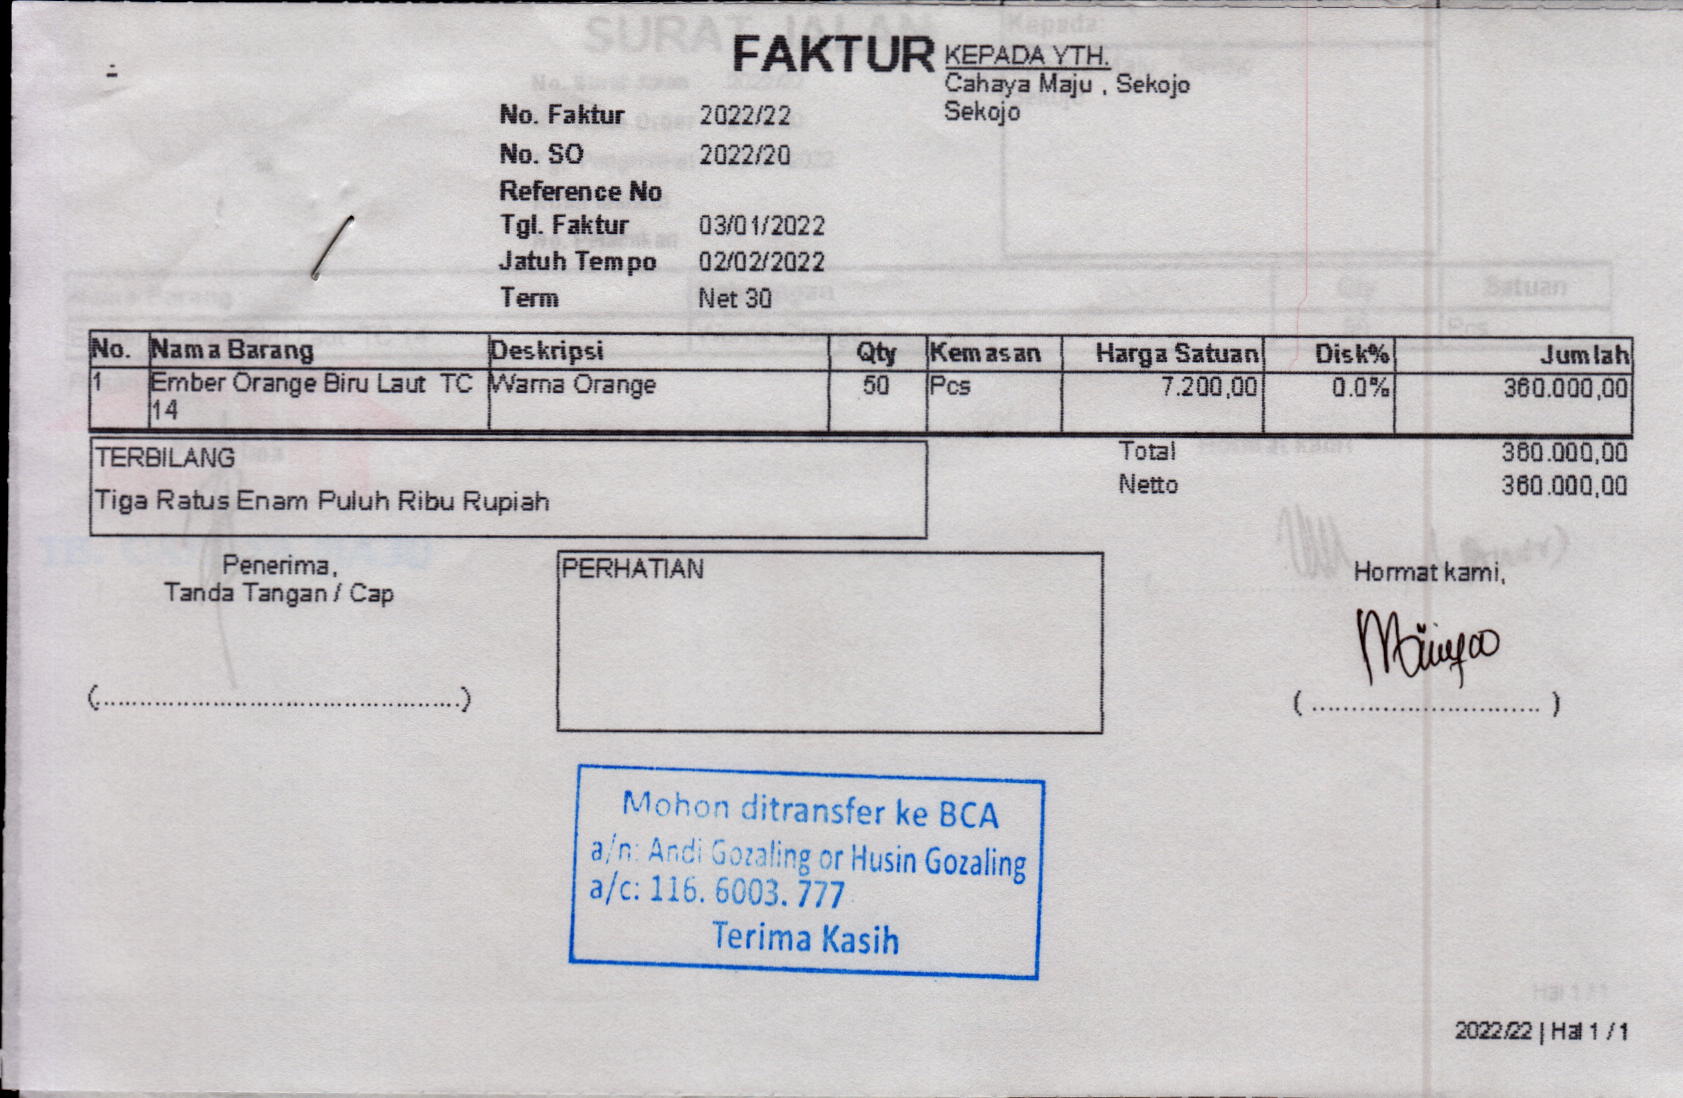 FAKTUR
KEPADA YTH.
Cahaya Maju , Sekojo
Sekojo
No. Faktur 2022/22
No. SO 2022/20
Reference No
Tgl. Faktur 03/01/2022
Jatuh Tempo 02/02/2022
Term Net 30
No. Nama Barang Deskripsi Qty Kemasan Harga Satuan Disk% Jumlah
1 Ember Orange Biru Laut TC 14 Warna Orange 50 Pcs 7.200,00 0.0% 360.000,00
Total 360.000,00
Netto 360.000,00
TERBILANG
Tiga Ratus Enam Puluh Ribu Rupiah
Penerima,
Tanda Tangan / Cap
(...............................................)
PERHATIAN
Hormat kami,
( ............................. )
Mohon ditransfer ke BCA
a/n: Andi Gozaling or Husin Gozaling
a/c: 116. 6003. 777
Terima Kasih
2022/22 | Hal 1 / 1